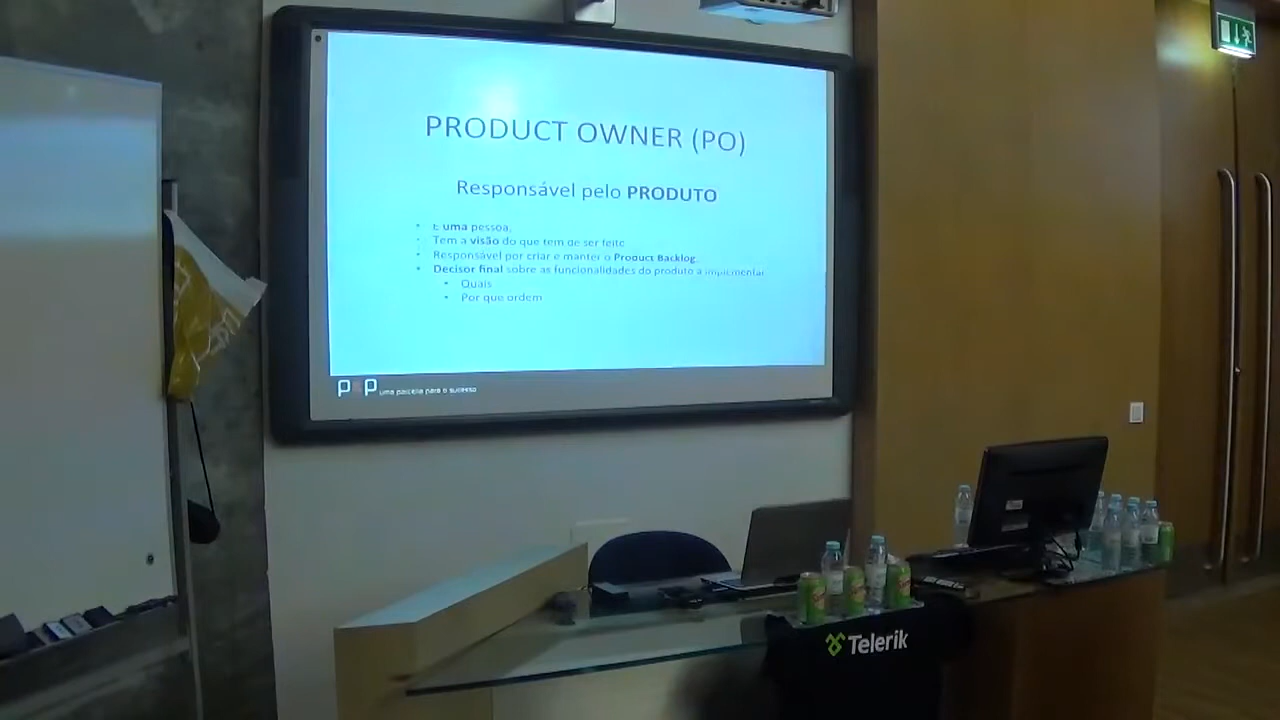 PRODUCT OWNER (PO)
Responsável pelo PRODUTO
É uma pessoa,
Tem a visão do que tem de ser feito
Responsável por criar e manter o Product Backlog.
Decisor final sobre as funcionalidades do produto a implementar
Quais
Por que ordem
uma parceria para o sucesso
Telerik